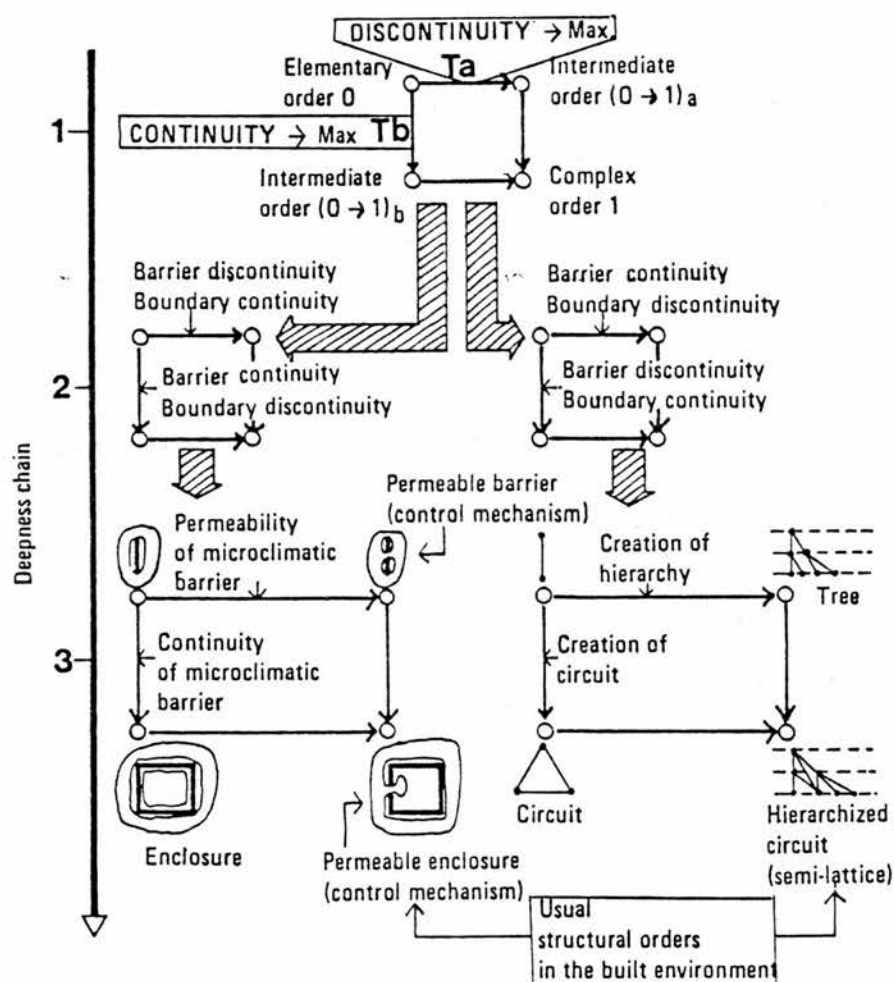 DISCONTINUITY → Max
Ta
Elementary
order 0
Intermediate
order (0 → 1)a
1
CONTINUITY → Max Tb
Intermediate
order (0 → 1)b
Complex
order 1
Barrier discontinuity
Boundary continuity
Barrier continuity
Boundary discontinuity
2
Barrier continuity
Boundary discontinuity
Barrier discontinuity
Boundary continuity
Deepness chain
Permeable barrier
(control mechanism)
Permeability
of microclimatic
barrier
Creation of
hierarchy
Tree
3
Continuity
of microclimatic
barrier
Creation of
circuit
Enclosure
Permeable enclosure
(control mechanism)
Circuit
Hierarchized
circuit
(semi-lattice)
Usual
structural orders
in the built environment